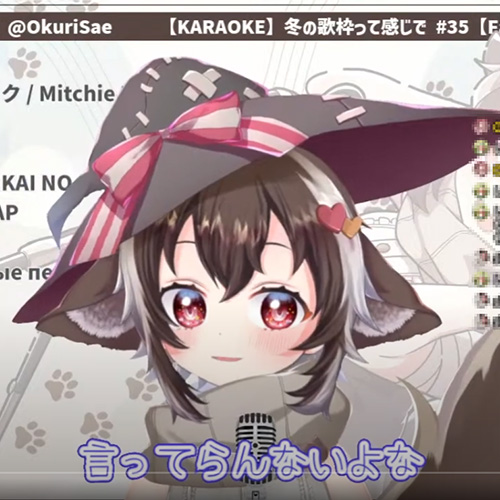 @OkuriSae 【KARAOKE】冬の歌枠って感じで #35【F
ク / Mitchie
KAI NO
AP
ые пе
言ってらんないよな